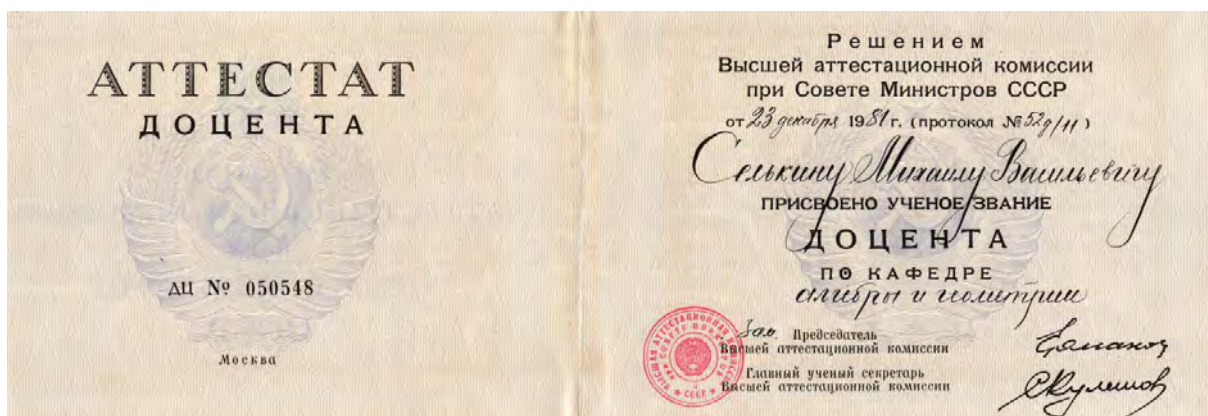 АТТЕСТАТ
ДОЦЕНТА
ДЦ № 050548
Москва
Решением
Высшей аттестационной комиссии
при Совете Министров СССР
от 23 декабря 1981 г. (протокол № 52д/11)
Селькину Михаилу Васильевичу
ПРИСВОЕНО УЧЕНОЕ ЗВАНИЕ
ДОЦЕНТА
ПО КАФЕДРЕ
алгебры и геометрии
Зам. Председатель
Высшей аттестационной комиссии
Главный ученый секретарь
Высшей аттестационной комиссии